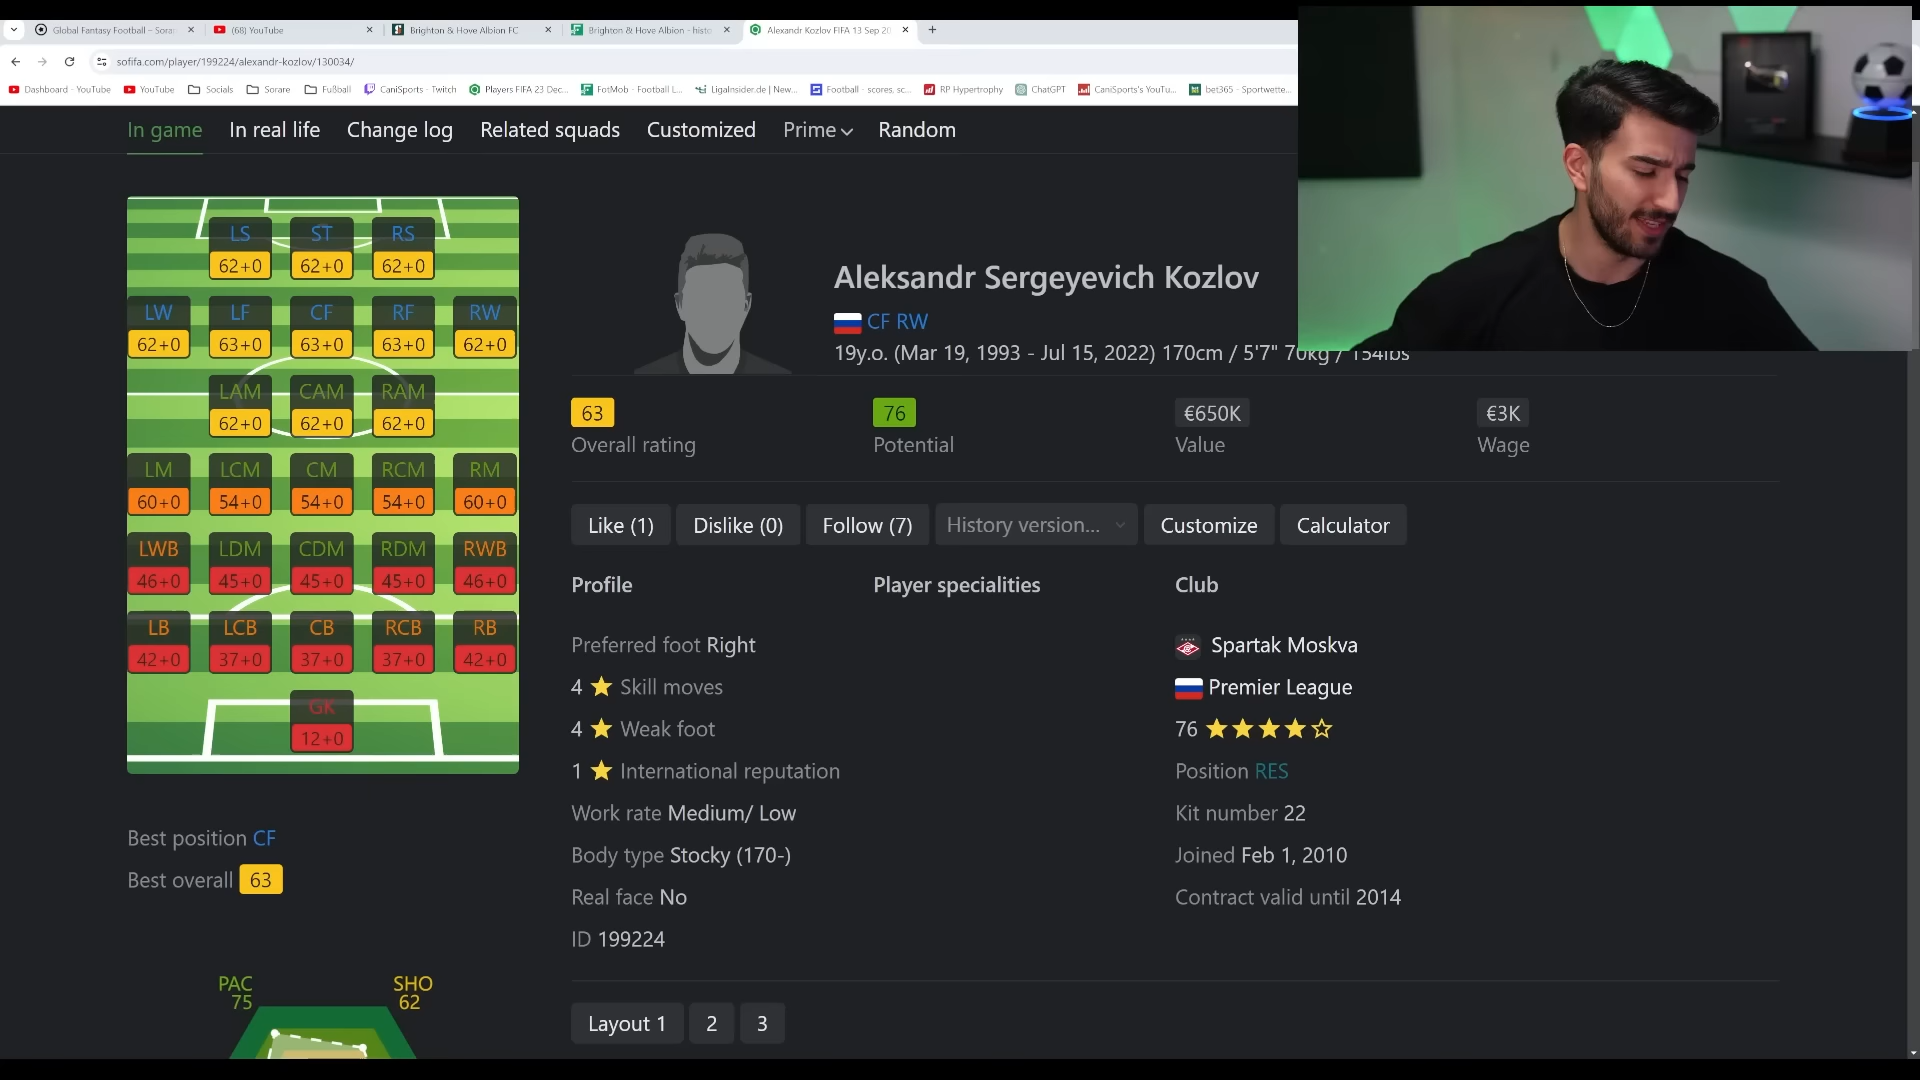 Global Fantasy Football – Sorar
(68) YouTube
Brighton & Hove Albion FC
Brighton & Hove Albion - histo
Alexandr Kozlov FIFA 13 Sep 20
sofifa.com/player/199224/alexandr-kozlov/130034/
Dashboard - YouTube
YouTube
Socials
Sorare
Fußball
CaniSports - Twitch
Players FIFA 23 Dec...
FotMob - Football L...
LigaInsider.de | New...
Football - scores, sc...
RP Hypertrophy
ChatGPT
CaniSports's YouTu...
bet365 - Sportwette...
In game In real life Change log Related squads Customized Prime Random
LS ST RS
62+0 62+0 62+0
LW LF CF RF RW
62+0 63+0 63+0 63+0 62+0
LAM CAM RAM
62+0 62+0 62+0
LM LCM CM RCM RM
60+0 54+0 54+0 54+0 60+0
LWB LDM CDM RDM RWB
46+0 45+0 45+0 45+0 46+0
LB LCB CB RCB RB
42+0 37+0 37+0 37+0 42+0
GK
12+0
Best position CF
Best overall 63
PAC
75
SHO
62
Aleksandr Sergeyevich Kozlov
CF RW
19y.o. (Mar 19, 1993 - Jul 15, 2022) 170cm / 5'7" 70kg / 154lbs
63 76 €650K €3K
Overall rating Potential Value Wage
Like (1) Dislike (0) Follow (7) History version... Customize Calculator
Profile
Preferred foot Right
4 Skill moves
4 Weak foot
1 International reputation
Work rate Medium/ Low
Body type Stocky (170-)
Real face No
ID 199224
Player specialities
Club
Spartak Moskva
Premier League
76
Position RES
Kit number 22
Joined Feb 1, 2010
Contract valid until 2014
Layout 1 2 3